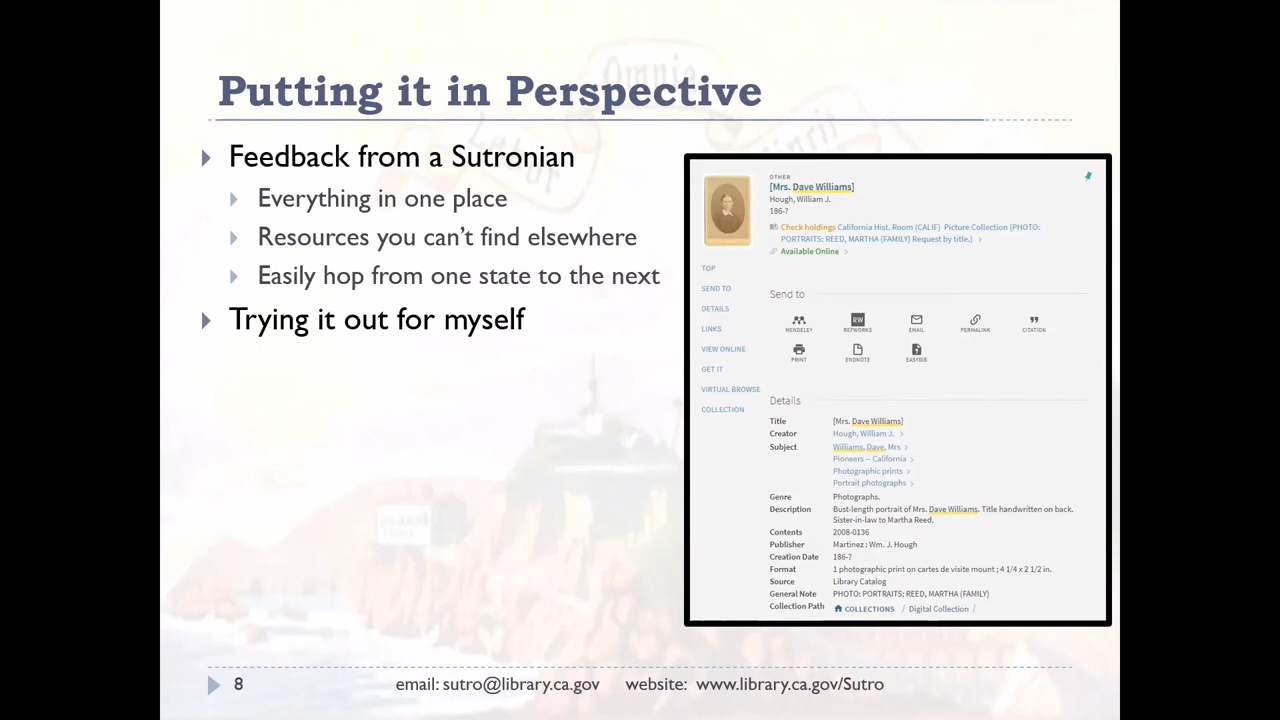 Putting it in Perspective
Feedback from a Sutronian
Everything in one place
Resources you can't find elsewhere
Easily hop from one state to the next
Trying it out for myself
OTHER
[Mrs. Dave Williams]
Hough, William J.
186-?
Check holdings California Hist. Room (CALIF) Picture Collection (PHOTO:
PORTRAITS: REED, MARTHA (FAMILY) Request by title.)
Available Online
TOP
SEND TO
DETAILS
LINKS
VIEW ONLINE
GET IT
VIRTUAL BROWSE
COLLECTION
Send to
RW
MENDELEY REFWORKS EMAIL PERMALINK CITATION
PRINT ENDNOTE EASYBIB
Details
Title [Mrs. Dave Williams]
Creator Hough, William J.
Subject Williams, Dave, Mrs
Pioneers -- California
Photographic prints
Portrait photographs
Genre Photographs.
Description Bust-length portrait of Mrs. Dave Williams. Title handwritten on back.
Sister-in-law to Martha Reed.
Contents 2008-0136
Publisher Martinez : Wm. J. Hough
Creation Date 186-?
Format 1 photographic print on cartes de visite mount ; 4 1/4 x 2 1/2 in.
Source Library Catalog
General Note PHOTO: PORTRAITS: REED, MARTHA (FAMILY)
Collection Path COLLECTIONS / Digital Collection /
8 email: sutro@library.ca.gov website: www.library.ca.gov/Sutro
Omnia
Labor